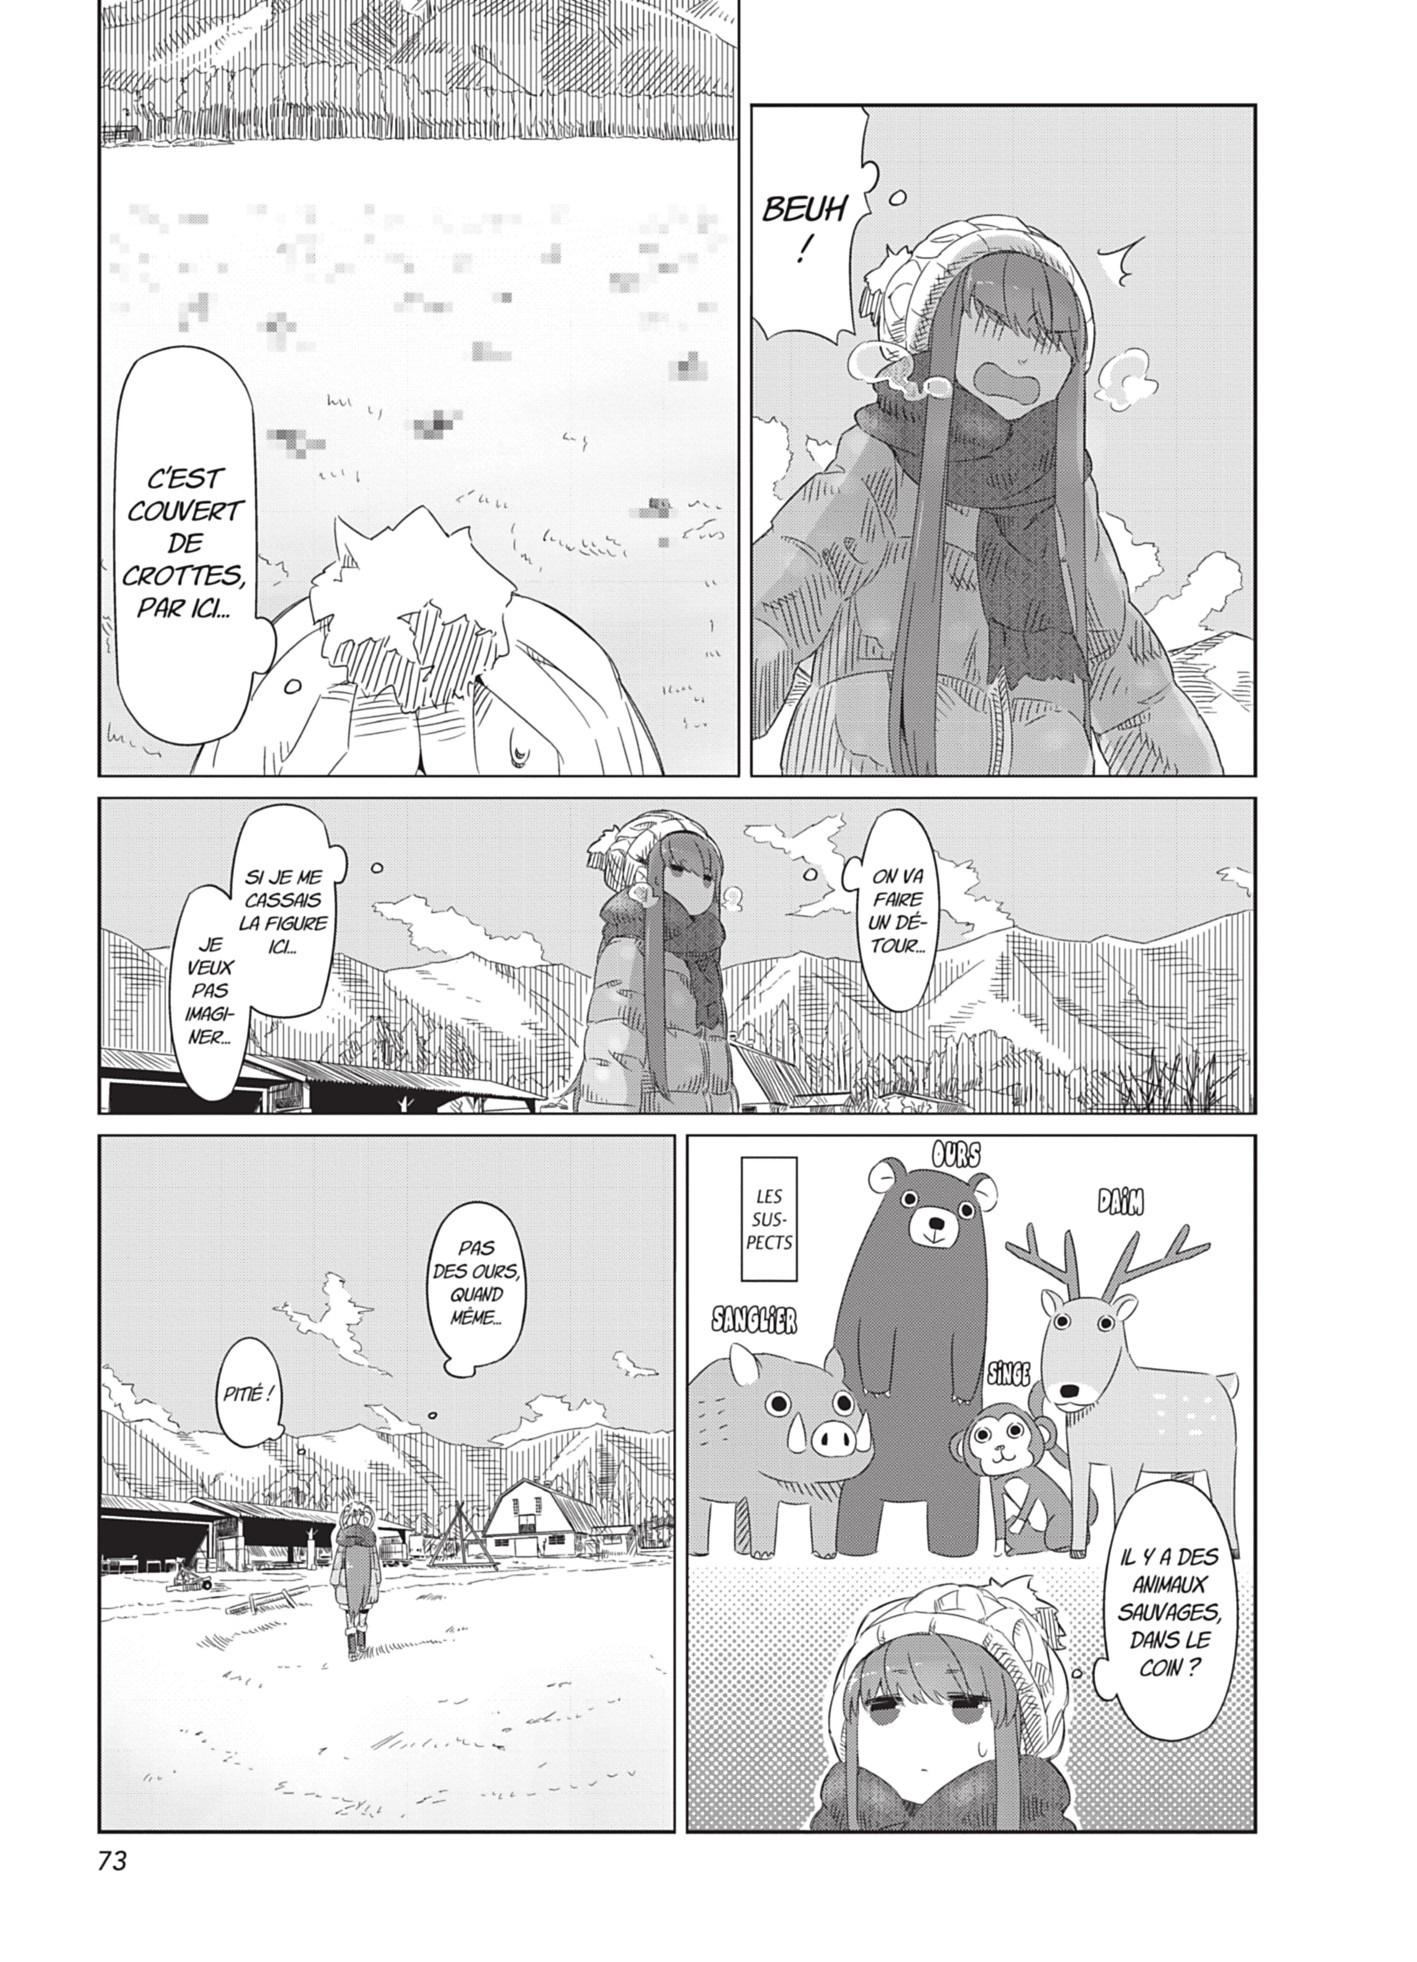 BEUH
!
C'EST
COUVERT
DE
CROTTES,
PAR ICI...
ON VA
FAIRE
UN DÉ-
TOUR...
SI JE ME
CASSAIS
LA FIGURE
ICI...
JE
VEUX
PAS
IMAGI-
NER...
LES
SUS-
PECTS
OURS
DAIM
SANGLIER
SINGE
IL Y A DES
ANIMAUX
SAUVAGES,
DANS LE
COIN ?
PAS
DES OURS,
QUAND
MÊME...
PITIÉ !
73